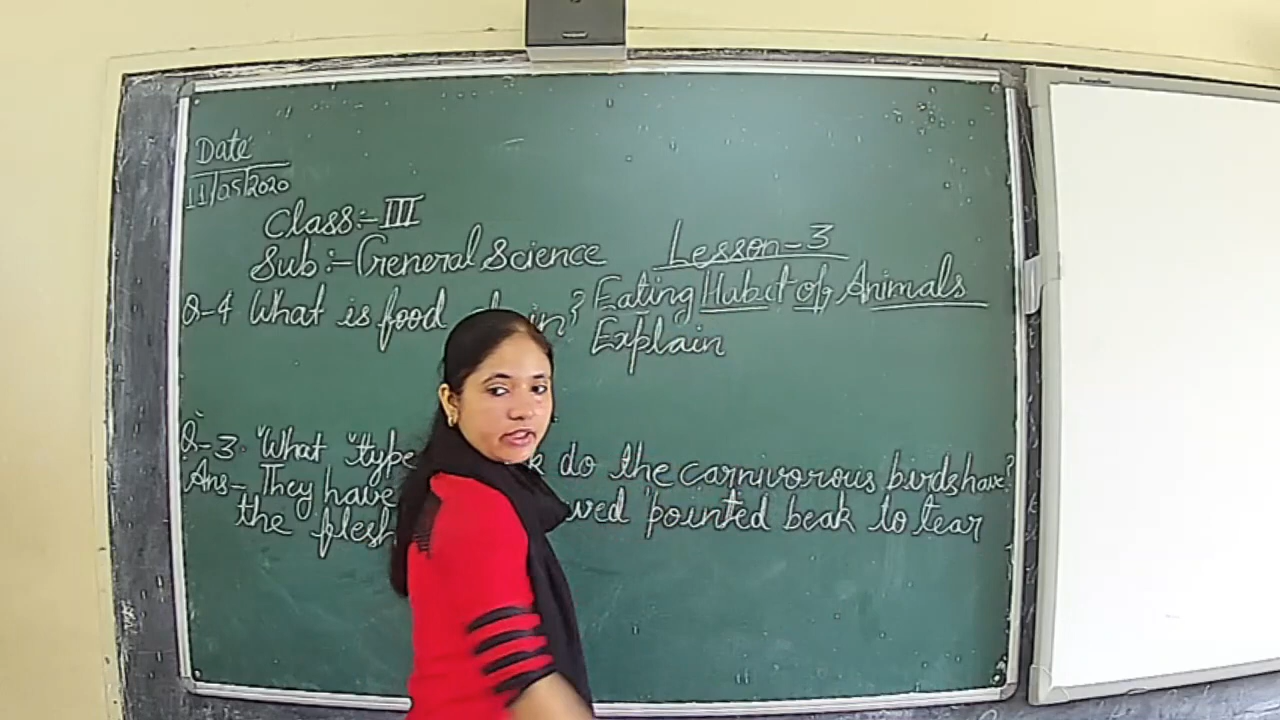 Date
11/05/2020
Class:- III
Sub:- General Science
Lesson-3
Eating Habit of Animals
Q-4 What is food in? Explain
Q-3. "What "type do the carnivorous birds have?
Ans- They have pointed beak to tear
the flesh